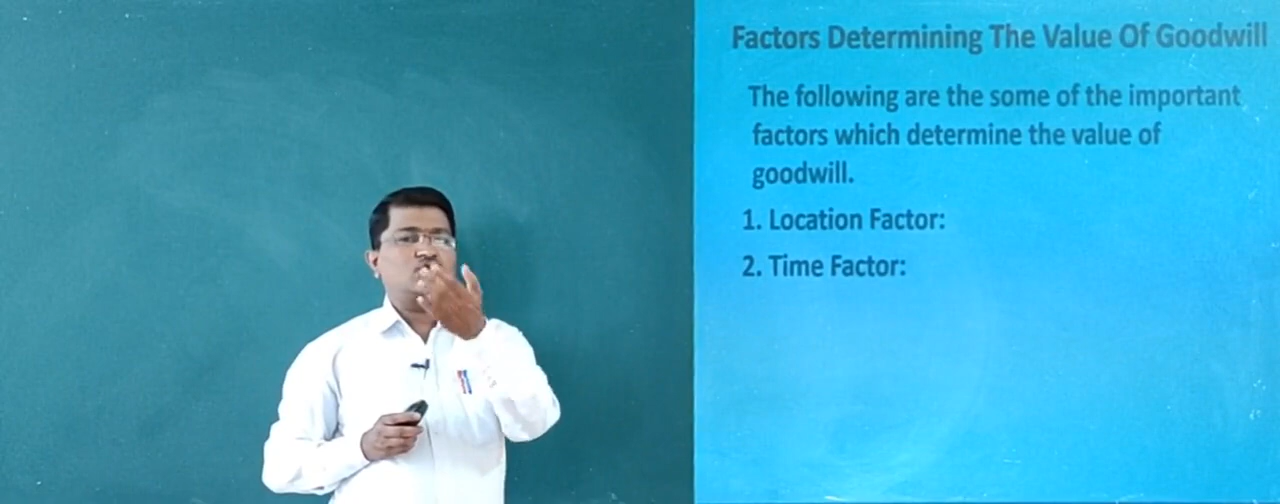 Factors Determining The Value Of Goodwill
The following are the some of the important
factors which determine the value of
goodwill.
1. Location Factor:
2. Time Factor: